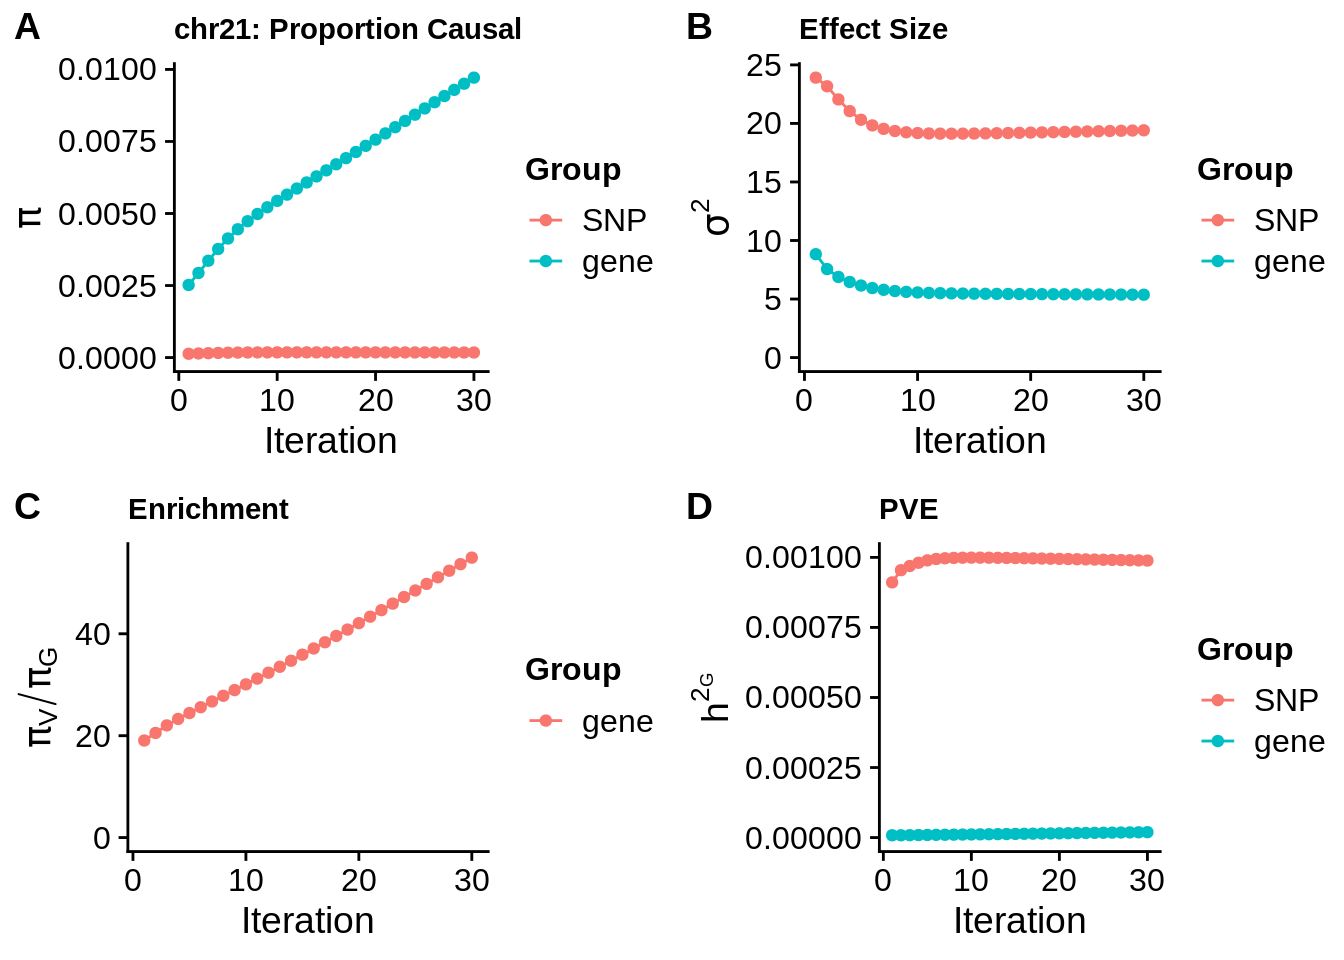 A
chr21: Proportion Causal
0.0100
0.0075
0.0050
0.0025
0.0000
π
0 10 20 30
Iteration
Group
SNP
gene
B
Effect Size
25
20
15
10
5
0
σ²
0 10 20 30
Iteration
Group
SNP
gene
C
Enrichment
40
20
0
πV/πG
0 10 20 30
Iteration
Group
gene
D
PVE
0.00100
0.00075
0.00050
0.00025
0.00000
h²G
0 10 20 30
Iteration
Group
SNP
gene